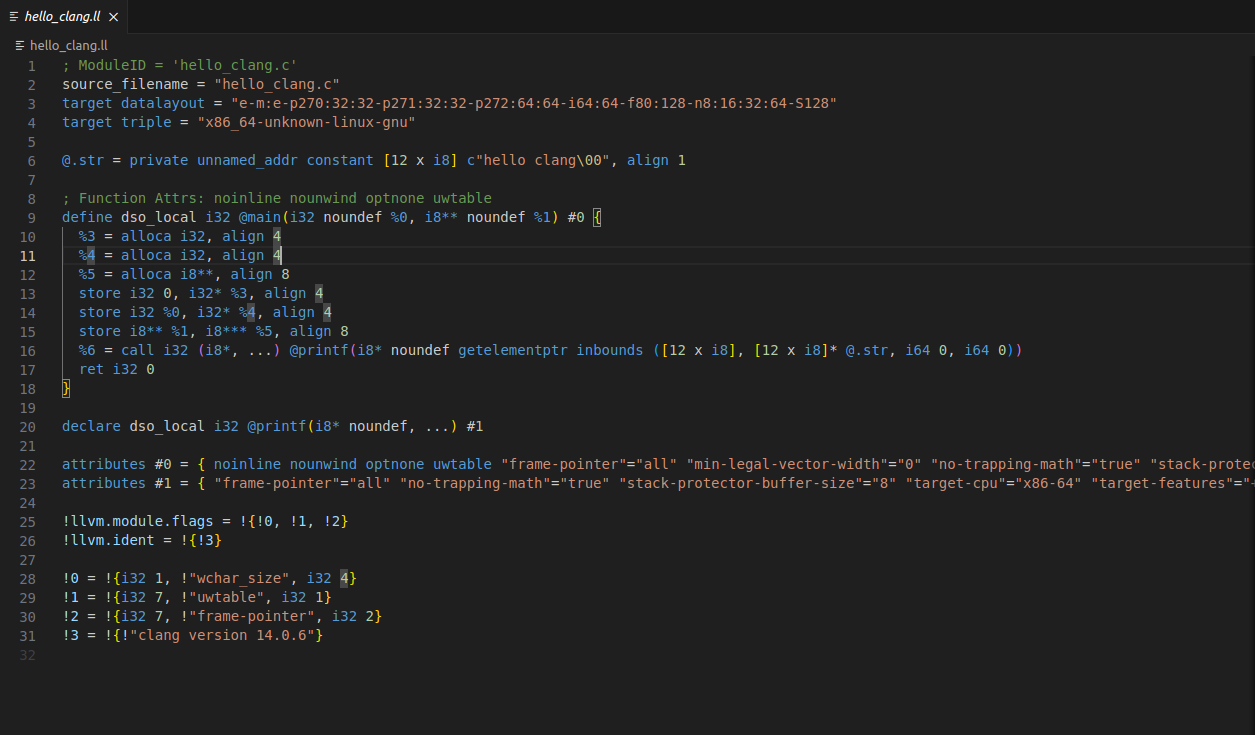 hello_clang.ll
hello_clang.ll
1 ; ModuleID = 'hello_clang.c'
2 source_filename = "hello_clang.c"
3 target datalayout = "e-m:e-p270:32:32-p271:32:32-p272:64:64-i64:64-f80:128-n8:16:32:64-S128"
4 target triple = "x86_64-unknown-linux-gnu"
5
6 @.str = private unnamed_addr constant [12 x i8] c"hello clang\00", align 1
7
8 ; Function Attrs: noinline nounwind optnone uwtable
9 define dso_local i32 @main(i32 noundef %0, i8** noundef %1) #0 {
10   %3 = alloca i32, align 4
11   %4 = alloca i32, align 4
12   %5 = alloca i8**, align 8
13   store i32 0, i32* %3, align 4
14   store i32 %0, i32* %4, align 4
15   store i8** %1, i8*** %5, align 8
16   %6 = call i32 (i8*, ...) @printf(i8* noundef getelementptr inbounds ([12 x i8], [12 x i8]* @.str, i64 0, i64 0))
17   ret i32 0
18 }
19
20 declare dso_local i32 @printf(i8* noundef, ...) #1
21
22 attributes #0 = { noinline nounwind optnone uwtable "frame-pointer"="all" "min-legal-vector-width"="0" "no-trapping-math"="true" "stack-protec
23 attributes #1 = { "frame-pointer"="all" "no-trapping-math"="true" "stack-protector-buffer-size"="8" "target-cpu"="x86-64" "target-features"="+
24
25 !llvm.module.flags = !{!0, !1, !2}
26 !llvm.ident = !{!3}
27
28 !0 = !{i32 1, !"wchar_size", i32 4}
29 !1 = !{i32 7, !"uwtable", i32 1}
30 !2 = !{i32 7, !"frame-pointer", i32 2}
31 !3 = !{!"clang version 14.0.6"}
32